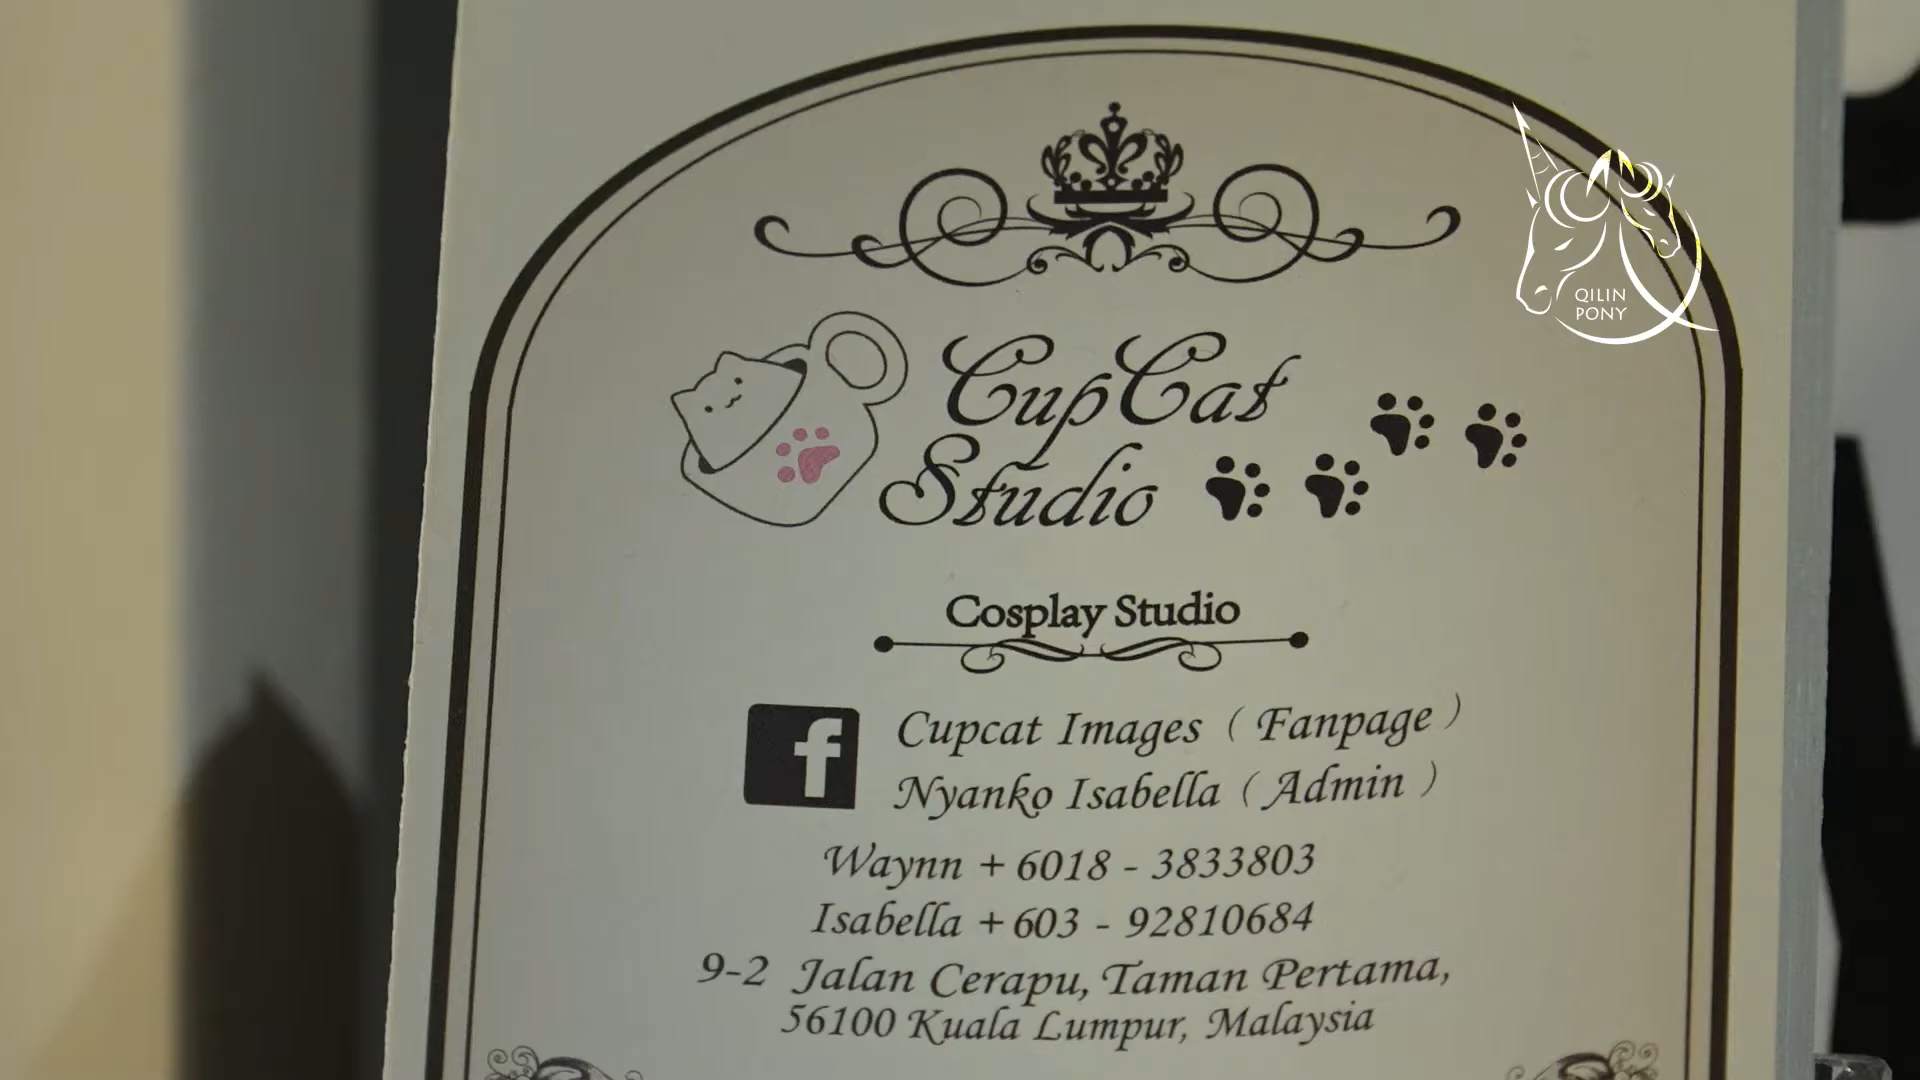 QILIN
PONY
CupCat
Studio
Cosplay Studio
f
Cupcat Images ( Fanpage )
Nyanko Isabella ( Admin )
Waynn + 6018 - 3833803
Isabella + 603 - 92810684
9-2 Jalan Cerapu, Taman Pertama,
56100 Kuala Lumpur, Malaysia